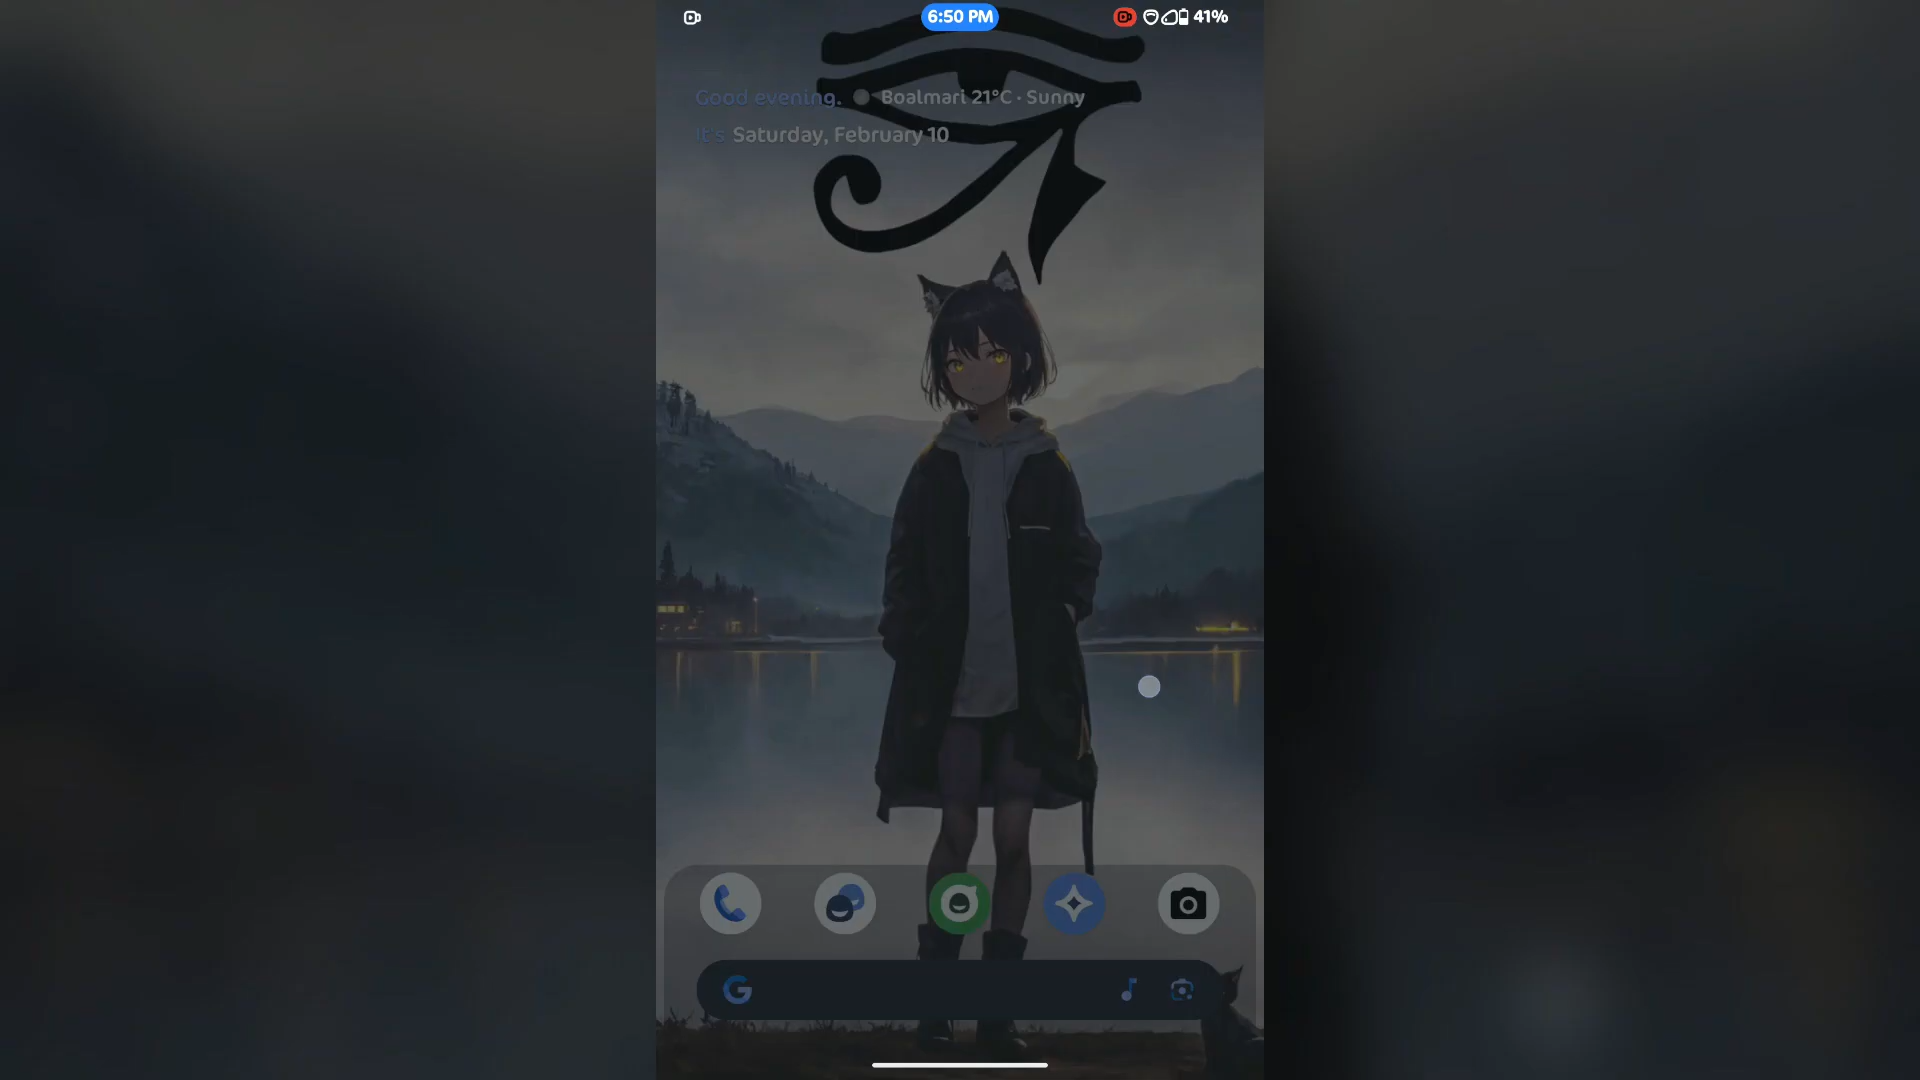 6:50 PM
41%
Good evening. Boalmari 21°C · Sunny
It's Saturday, February 10